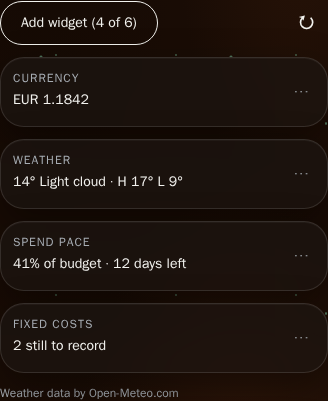 Add widget (4 of 6)
CURRENCY
EUR 1.1842
...
WEATHER
14° Light cloud · H 17° L 9°
...
SPEND PACE
41% of budget · 12 days left
...
FIXED COSTS
2 still to record
...
Weather data by Open-Meteo.com